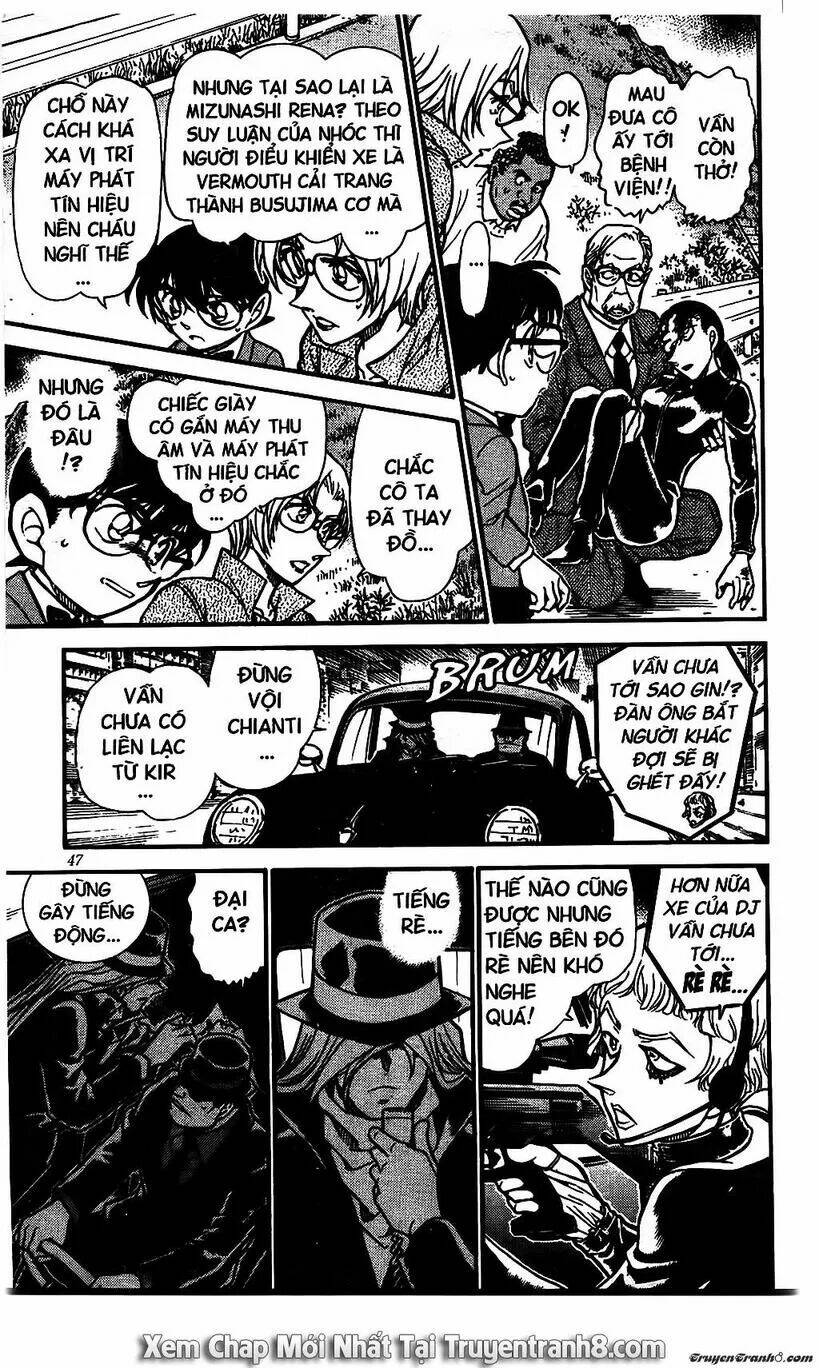 VẪN CÒN THỞ!
MAU ĐƯA CÔ ẤY TỚI BỆNH VIỆN!!
OK!
...
NHƯNG TẠI SAO LẠI LÀ
MIZUNASHI RENA? THEO
SUY LUẬN CỦA NHÓC THÌ
NGƯỜI ĐIỀU KHIỂN XE LÀ
VERMOUTH CẢI TRANG
THÀNH BUSUJIMA CƠ MÀ
...
CHỖ NÀY
CÁCH KHÁ
XA VỊ TRÍ
MÁY PHÁT
TÍN HIỆU
NÊN CHÁU
NGHĨ THẾ
...
CHẮC
CÔ TA
ĐÃ THAY
ĐỒ...
CHIẾC GIÀY
CÓ GẮN MÁY THU
ÂM VÀ MÁY PHÁT
TÍN HIỆU CHẮC
Ở ĐÓ
...
NHƯNG
ĐÓ LÀ
ĐÂU
!?
VẪN CHƯA
TỚI SAO GIN!?
ĐÀN ÔNG BẮT
NGƯỜI KHÁC
ĐỢI SẼ BỊ
GHÉT ĐẤY!
BRỪM
ĐỪNG
VỘI
CHIANTI
...
VẪN
CHƯA CÓ
LIÊN LẠC
TỪ KIR
...
47
HƠN NỮA
XE CỦA DJ
VẪN CHƯA
TỚI...
RÈ RÈ...
THẾ NÀO CŨNG
ĐƯỢC NHƯNG
TIẾNG BÊN ĐÓ
RÈ NÊN KHÓ
NGHE
QUÁ!
TIẾNG
RÈ...
ĐẠI
CA?
ĐỪNG
GÂY TIẾNG
ĐỘNG...
Xem Chap Mới Nhất Tại Truyentranh8.com
TruyenTranh8.com